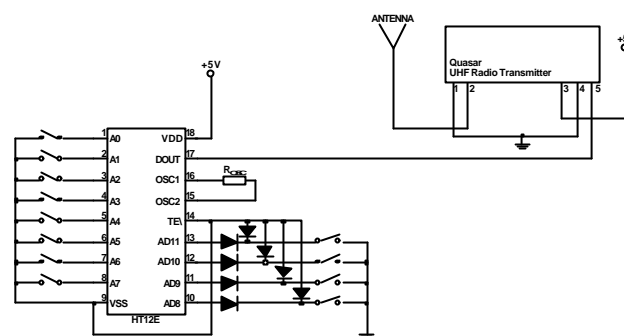 ANTENNA
+5
Quasar
UHF Radio Transmitter
1 2 3 4 5
+5V
1 A0 VDD 18
2 A1 DOUT 17
3 A2 OSC1 16
R
4 A3 OSC2 15
5 A4 TE\ 14
6 A5 AD11 13
7 A6 AD10 12
8 A7 AD9 11
9 VSS AD8 10
HT12E